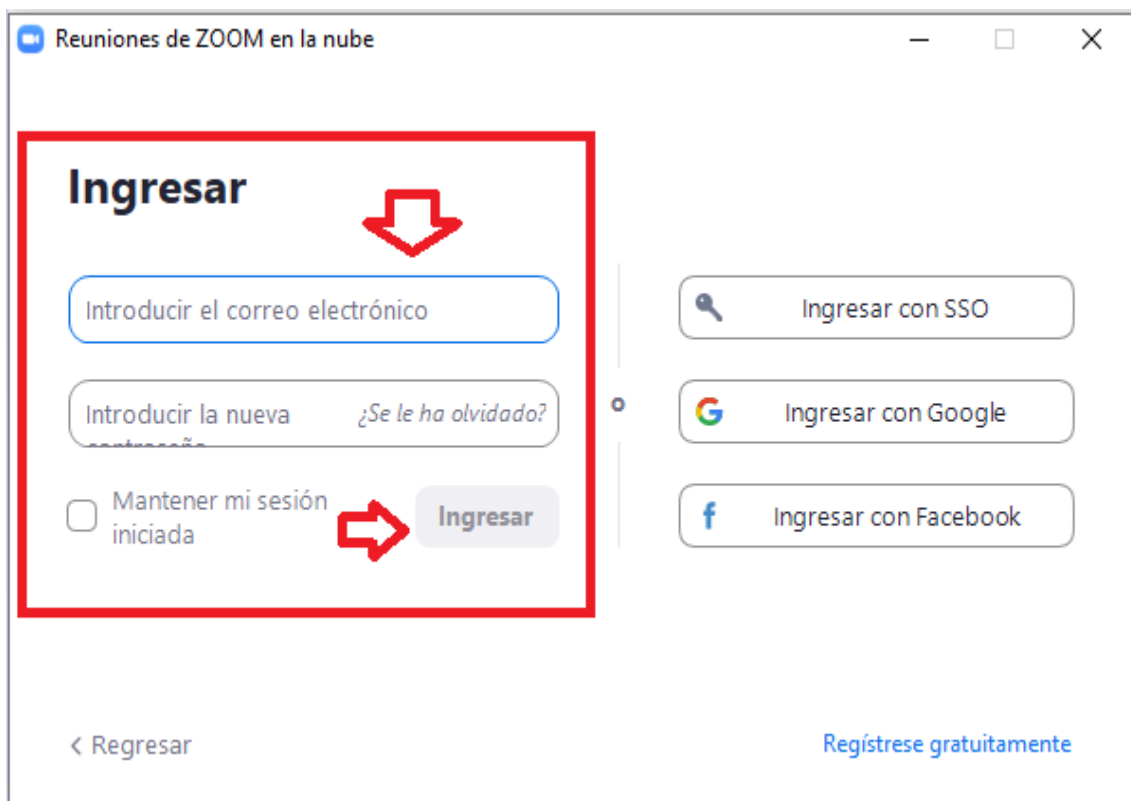 Reuniones de ZOOM en la nube
Ingresar
Introducir el correo electrónico
Introducir la nueva ¿Se le ha olvidado?
contraseña
Mantener mi sesión
iniciada
Ingresar
o
Ingresar con SSO
Ingresar con Google
Ingresar con Facebook
< Regresar
Regístrese gratuitamente